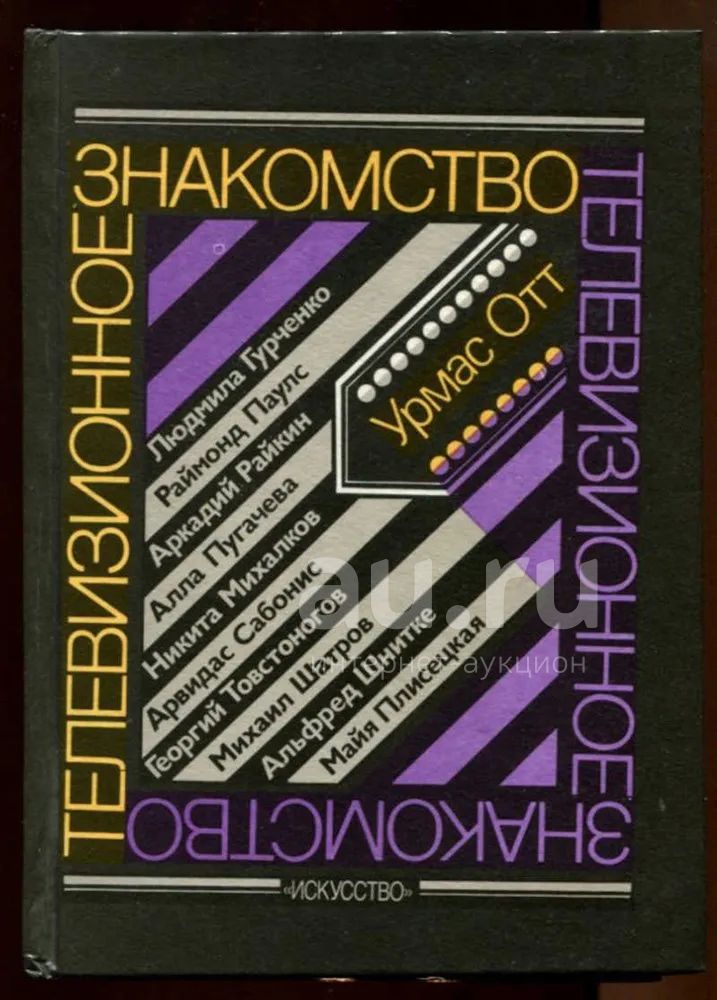 ТЕЛЕВИЗИОННОЕ
ЗНАКОМСТВО
ТЕЛЕВИЗИОННОЕ
ЗНАКОМСТВО
Урмас Отт
Людмила Гурченко
Раймонд Паулс
Аркадий Райкин
Алла Пугачева
Никита Михалков
Арвидас Сабонис
Георгий Товстоногов
Михаил Шатров
Альфред Шнитке
Майя Плисецкая
«ИСКУССТВО»
au.ru
интернет-аукцион